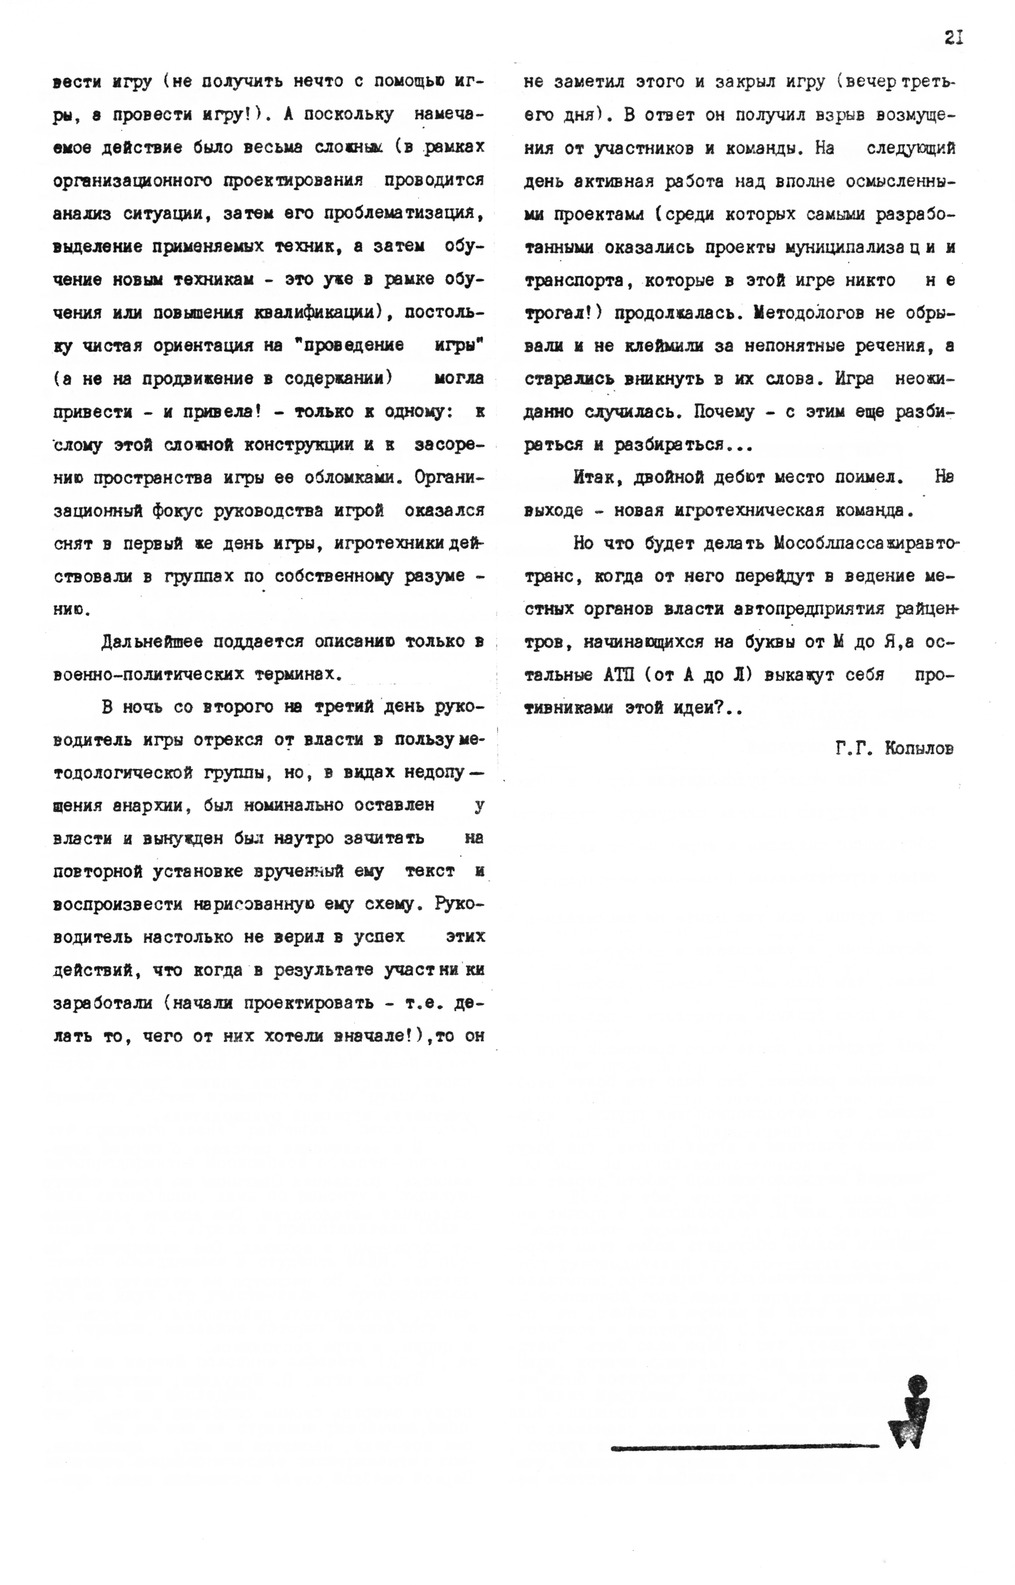 21
вести игру (не получить нечто с помощью иг-
ры, а провести игру!). А поскольку намеча-
емое действие было весьма сложным (в рамках
организационного проектирования проводится
анализ ситуации, затем его проблематизация,
выделение применяемых техник, а затем обу-
чение новым техникам - это уже в рамке обу-
чения или повышения квалификации), постоль-
ку чистая ориентация на "проведение игры"
(а не на продвижение в содержании) могла
привести - и привела! - только к одному: к
слому этой сложной конструкции и к засоре-
нию пространства игры ее обломками. Органи-
зационный фокус руководства игрой оказался
снят в первый же день игры, игротехники дей-
ствовали в группах по собственному разуме -
нию.
Дальнейшее поддается описанию только в
военно-политических терминах.
В ночь со второго на третий день руко-
водитель игры отрекся от власти в пользу ме-
тодологической группы, но, в видах недопу —
щения анархии, был номинально оставлен у
власти и вынужден был наутро зачитать на
повторной установке врученный ему текст и
воспроизвести нарисованную ему схему. Руко-
водитель настолько не верил в успех этих
действий, что когда в результате участники
заработали (начали проектировать - т.е. де-
лать то, чего от них хотели вначале!),то он
не заметил этого и закрыл игру (вечер треть-
его дня). В ответ он получил взрыв возмуще-
ния от участников и команды. На следующий
день активная работа над вполне осмысленны-
ми проектами (среди которых самыми разрабо-
танными оказались проекты муниципализа ц и и
транспорта, которые в этой игре никто н е
трогал!) продолжалась. Методологов не обры-
вали и не клеймили за непонятные речения, а
старались вникнуть в их слова. Игра неожи-
данно случилась. Почему - с этим еще разби-
раться и разбираться...
Итак, двойной дебют место поимел. На
выходе - новая игротехническая команда.
Но что будет делать Мособлпассажиравто-
транс, когда от него перейдут в ведение ме-
стных органов власти автопредприятия райцен-
тров, начинающихся на буквы от М до Я,а ос-
тальные АТП (от А до Л) выкажут себя про-
тивниками этой идеи?..
Г.Г. Копылов